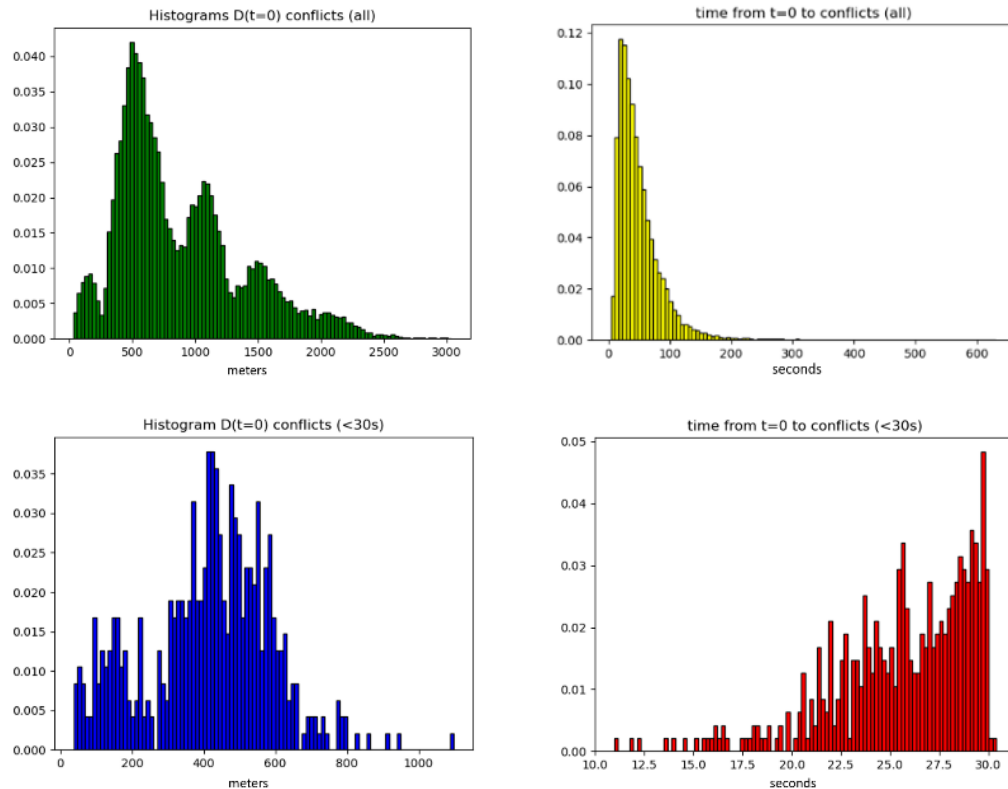 Histograms D(t=0) conflicts (all)
0.040
0.035
0.030
0.025
0.020
0.015
0.010
0.005
0.000
0 500 1000 1500 2000 2500 3000
meters
time from t=0 to conflicts (all)
0.12
0.10
0.08
0.06
0.04
0.02
0.00
0 100 200 300 400 500 600
seconds
Histogram D(t=0) conflicts (<30s)
0.035
0.030
0.025
0.020
0.015
0.010
0.005
0.000
0 200 400 600 800 1000
meters
time from t=0 to conflicts (<30s)
0.05
0.04
0.03
0.02
0.01
0.00
10.0 12.5 15.0 17.5 20.0 22.5 25.0 27.5 30.0
seconds